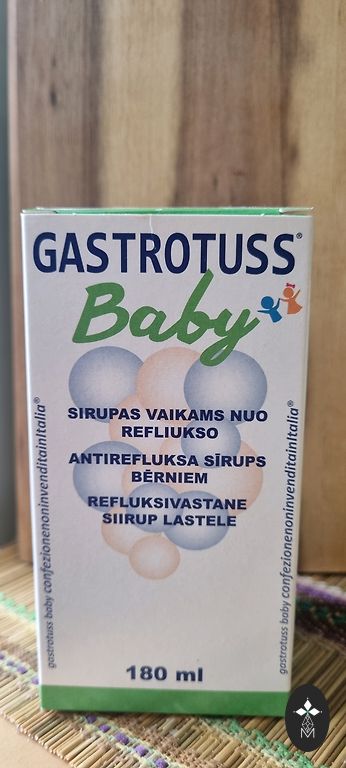 GASTROTUSS®
Baby
SIRUPAS VAIKAMS NUO
REFLIUKSO
ANTIREFLUKSA SĪRUPS
BĒRNIEM
REFLUKSIVASTANE
SIIRUP LASTELE
gastrotuss baby confezionenoninvenditainItalia®
gastrotuss baby confezionenoninvenditainItalia®
180 ml
M